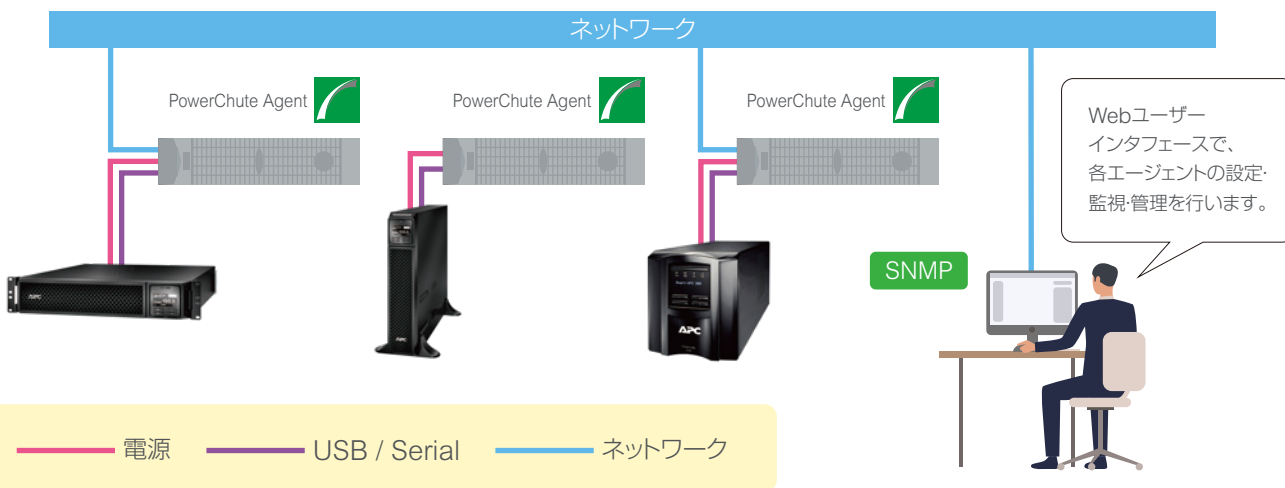 ネットワーク
PowerChute Agent
PowerChute Agent
PowerChute Agent
Webユーザー
インタフェースで、
各エージェントの設定・
監視・管理を行います。
SNMP
APC
APC
APC
電源
USB / Serial
ネットワーク